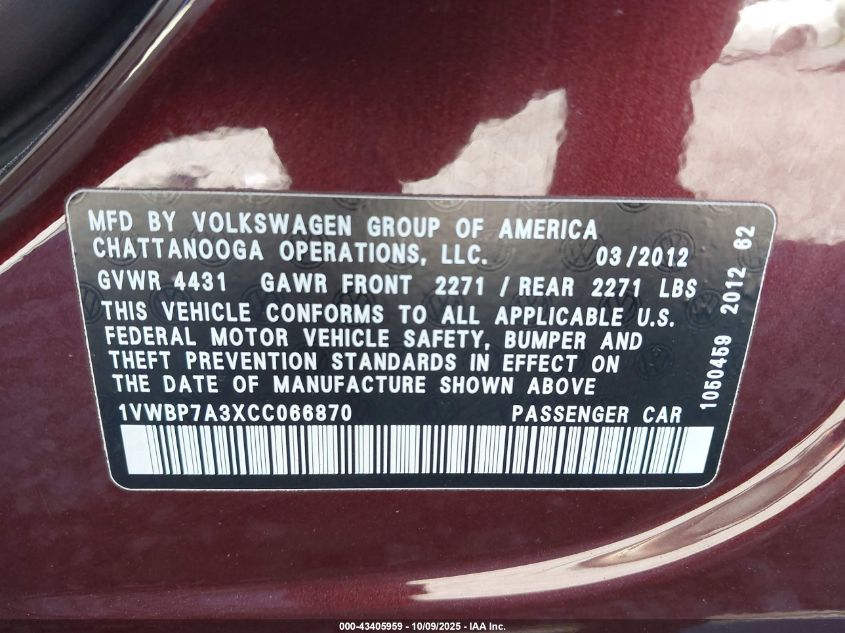 MFD BY VOLKSWAGEN GROUP OF AMERICA
CHATTANOOGA OPERATIONS, LLC. 03/2012
GVWR 4431 GAWR FRONT 2271 / REAR 2271 LBS
THIS VEHICLE CONFORMS TO ALL APPLICABLE U.S.
FEDERAL MOTOR VEHICLE SAFETY, BUMPER AND
THEFT PREVENTION STANDARDS IN EFFECT ON
THE DATE OF MANUFACTURE SHOWN ABOVE
1VWBP7A3XCC066870 PASSENGER CAR
1050459 2012 62
000-43405959 - 10/09/2025 - IAA Inc.